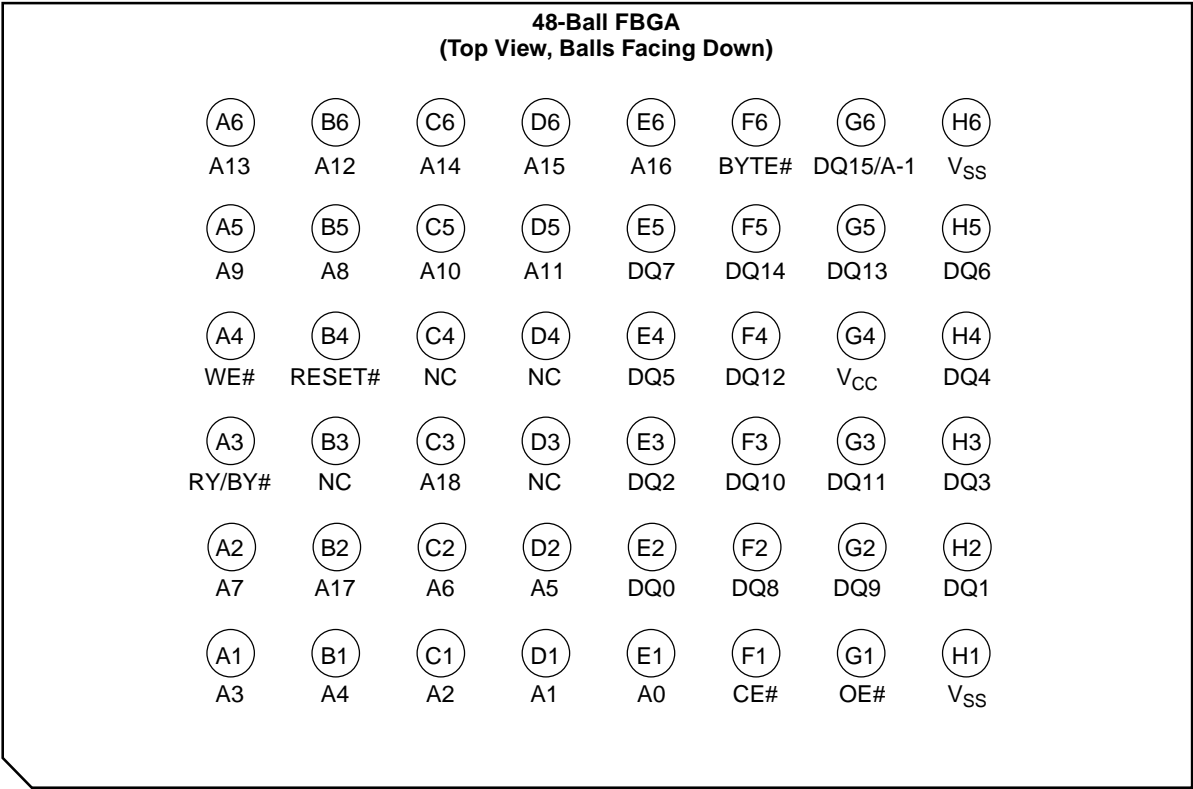 48-Ball FBGA
(Top View, Balls Facing Down)
A6 B6 C6 D6 E6 F6 G6 H6
A13 A12 A14 A15 A16 BYTE# DQ15/A-1 VSS
A5 B5 C5 D5 E5 F5 G5 H5
A9 A8 A10 A11 DQ7 DQ14 DQ13 DQ6
A4 B4 C4 D4 E4 F4 G4 H4
WE# RESET# NC NC DQ5 DQ12 VCC DQ4
A3 B3 C3 D3 E3 F3 G3 H3
RY/BY# NC A18 NC DQ2 DQ10 DQ11 DQ3
A2 B2 C2 D2 E2 F2 G2 H2
A7 A17 A6 A5 DQ0 DQ8 DQ9 DQ1
A1 B1 C1 D1 E1 F1 G1 H1
A3 A4 A2 A1 A0 CE# OE# VSS